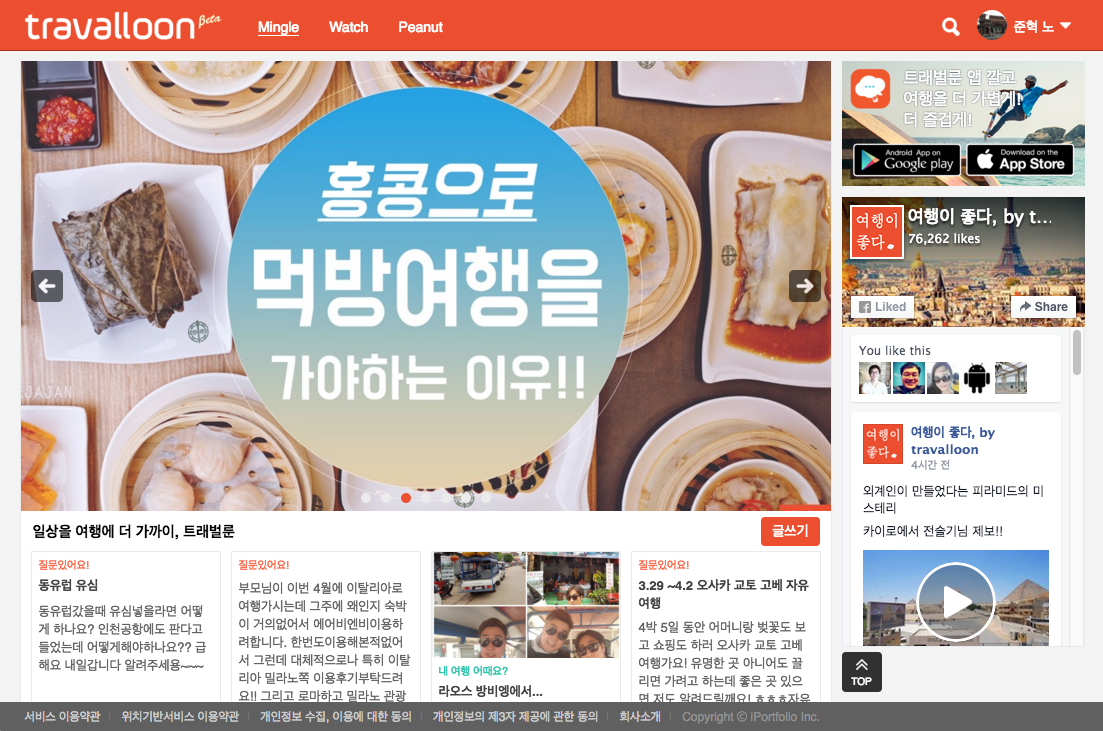 travalloon beta
Mingle
Watch
Peanut
준혁 노
홍콩으로
먹방여행을
가야하는 이유!!
트래벌룬 앱 깔고
여행을 더 가볍게!
더 즐겁게!
Android App on
Google play
Download on the
App Store
여행이
좋다.
여행이 좋다, by t...
76,262 likes
Liked
Share
You like this
여행이
좋다.
여행이 좋다, by
travalloon
4시간 전
외계인이 만들었다는 피라미드의 미
스테리
카이로에서 전슬기님 제보!!
일상을 여행에 더 가까이, 트래벌룬
글쓰기
질문있어요!
동유럽 유심
동유럽갔을때 유심넣을라면 어떻
게 하나요? 인천공항에도 판다고
들었는데 어떻게해야하나요?? 급
해요 내일갑니다 알려주세용~~~
질문있어요!
부모님이 이번 4월에 이탈리아로
여행가시는데 그주에 왜인지 숙박
이 거의없어서 에어비엔비이용하
려합니다. 한번도이용해본적없어
서 그런데 대체적으로나 특히 이탈
리아 밀라노쪽 이용후기부탁드려
요!! 그리고 로마하고 밀라노 관광
내 여행 어때요?
라오스 방비엥에서...
질문있어요!
3.29 ~4.2 오사카 교토 고베 자유
여행
4박 5일 동안 어머니랑 벚꽃도 보
고 쇼핑도 하러 오사카 교토 고베
여행가요! 유명한 곳 아니어도 끌
리면 가려고 하는데 좋은 곳 있으
면 저도 알려드릴깨요! ㅎㅎㅎ자유
TOP
서비스 이용약관
위치기반서비스 이용약관
개인정보 수집, 이용에 대한 동의
개인정보의 제3자 제공에 관한 동의
회사소개
Copyright © iPortfolio Inc.